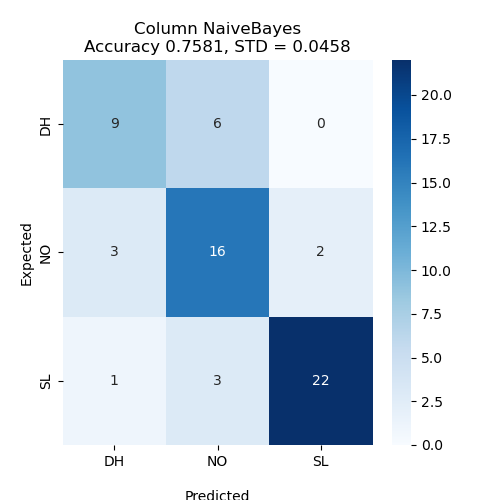 Column NaiveBayes
Accuracy 0.7581, STD = 0.0458
DH 9 6 0
NO 3 16 2
SL 1 3 22
DH NO SL
Expected
Predicted
20.0
17.5
15.0
12.5
10.0
7.5
5.0
2.5
0.0